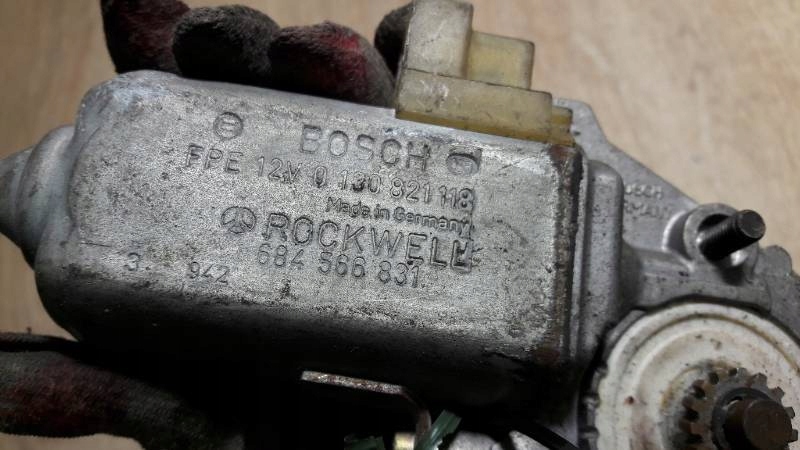 BOSCH
FPE 12V 0 130 821 118
Made in Germany
ROCKWELL
684 566 831
3 942